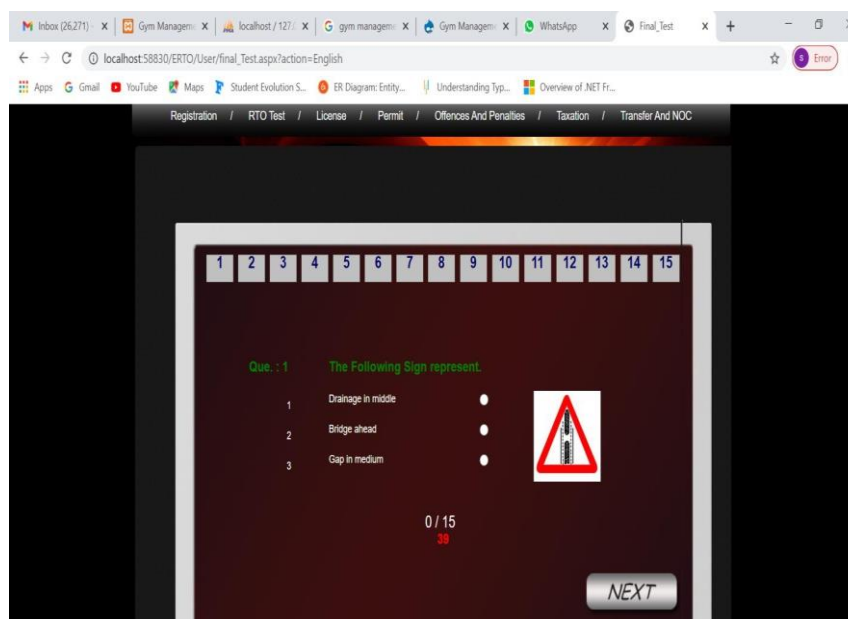 Inbox (26,271) -
Gym Managem
localhost / 127.
gym manageme
Gym Managem
WhatsApp
Final_Test
localhost:58830/ERTO/User/final_Test.aspx?action=English
S Error
Apps Gmail YouTube Maps Student Evolution S... ER Diagram: Entity... Understanding Typ... Overview of .NET Fr...
Registration / RTO Test / License / Permit / Offences And Penalties / Taxation / Transfer And NOC
1 2 3 4 5 6 7 8 9 10 11 12 13 14 15
Que. : 1 The Following Sign represent.
1 Drainage in middle
2 Bridge ahead
3 Gap in medium
0 / 15
39
NEXT